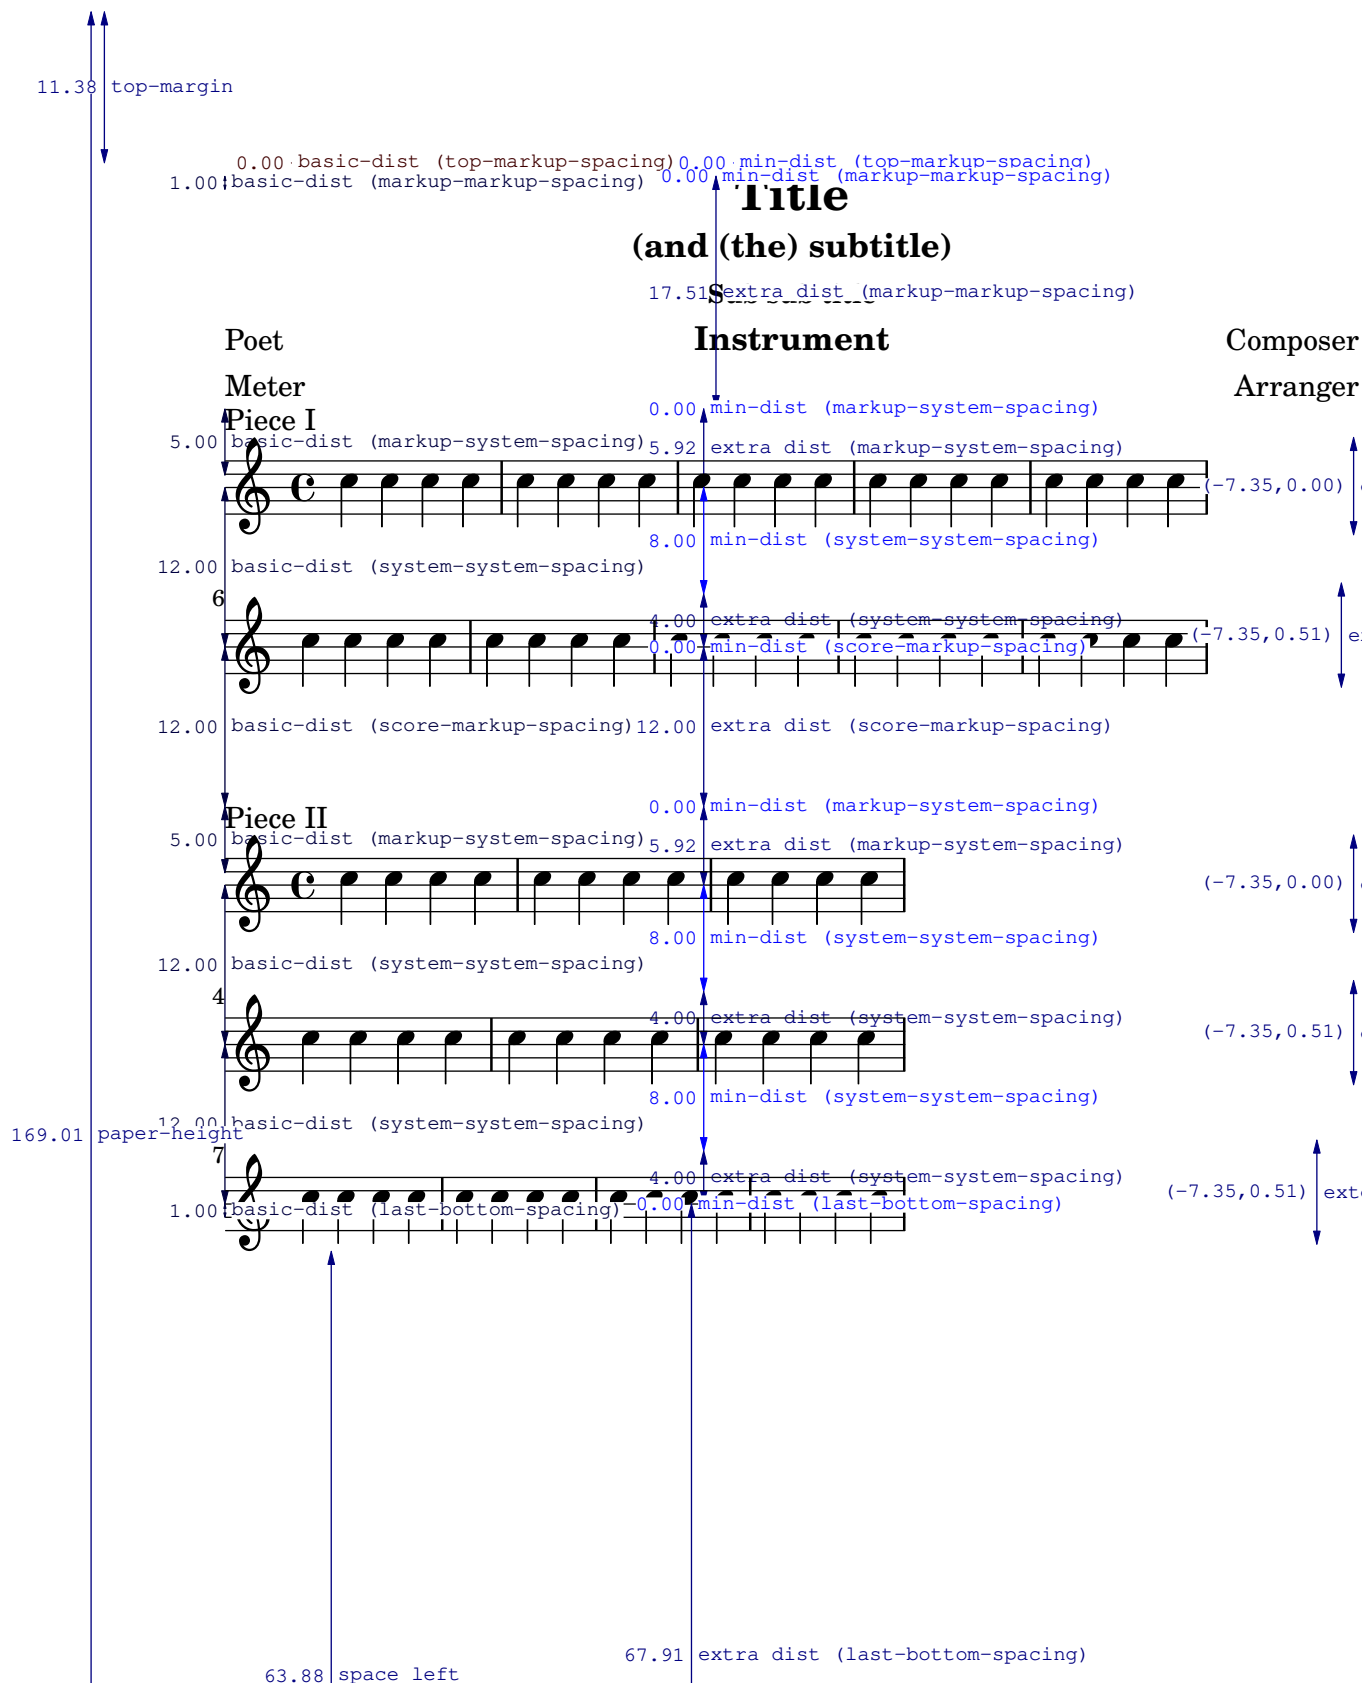 11.38 top-margin
0.00 basic-dist (top-markup-spacing) 0.00 min-dist (top-markup-spacing)
1.00 basic-dist (markup-markup-spacing) 0.00 min-dist (markup-markup-spacing)
Title
(and (the) subtitle)
17.51 extra dist (markup-markup-spacing)
Sub sub title
Poet Instrument Composer
Meter Arranger
0.00 min-dist (markup-system-spacing)
Piece I
5.00 basic-dist (markup-system-spacing) 5.92 extra dist (markup-system-spacing)
(-7.35,0.00)
8.00 min-dist (system-system-spacing)
12.00 basic-dist (system-system-spacing)
6
4.00 extra dist (system-system-spacing)
(-7.35,0.51)
0.00 min-dist (score-markup-spacing)
12.00 basic-dist (score-markup-spacing) 12.00 extra dist (score-markup-spacing)
0.00 min-dist (markup-system-spacing)
Piece II
5.00 basic-dist (markup-system-spacing) 5.92 extra dist (markup-system-spacing)
(-7.35,0.00)
8.00 min-dist (system-system-spacing)
12.00 basic-dist (system-system-spacing)
4
4.00 extra dist (system-system-spacing)
(-7.35,0.51)
8.00 min-dist (system-system-spacing)
12.00 basic-dist (system-system-spacing)
169.01 paper-height
7
4.00 extra dist (system-system-spacing)
(-7.35,0.51) exte
1.00 basic-dist (last-bottom-spacing) -0.00 min-dist (last-bottom-spacing)
67.91 extra dist (last-bottom-spacing)
63.88 space left